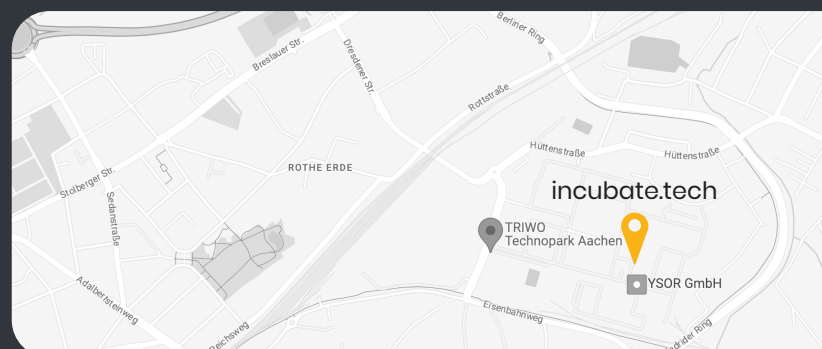 Berliner Ring
Breslauer Str.
Dresdener Str.
Rottstraße
Hüttenstraße
Hüttenstraße
ROTHE ERDE
Stolberger Str.
Sedanstraße
incubate.tech
TRIWO
Technopark Aachen
YSOR GmbH
Adalbertsteinweg
Eisenbahnweg
Reichsweg